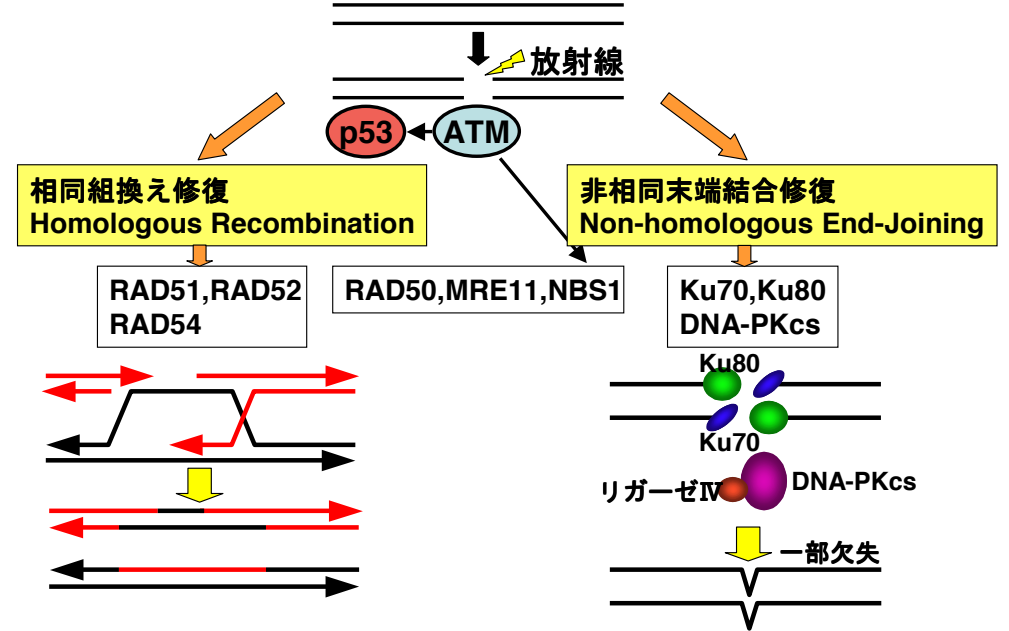 放射線
p53
ATM
相同組換え修復
Homologous Recombination
非相同末端結合修復
Non-homologous End-Joining
RAD51,RAD52
RAD54
RAD50,MRE11,NBS1
Ku70,Ku80
DNA-PKcs
Ku80
Ku70
リガーゼⅣ
DNA-PKcs
一部欠失